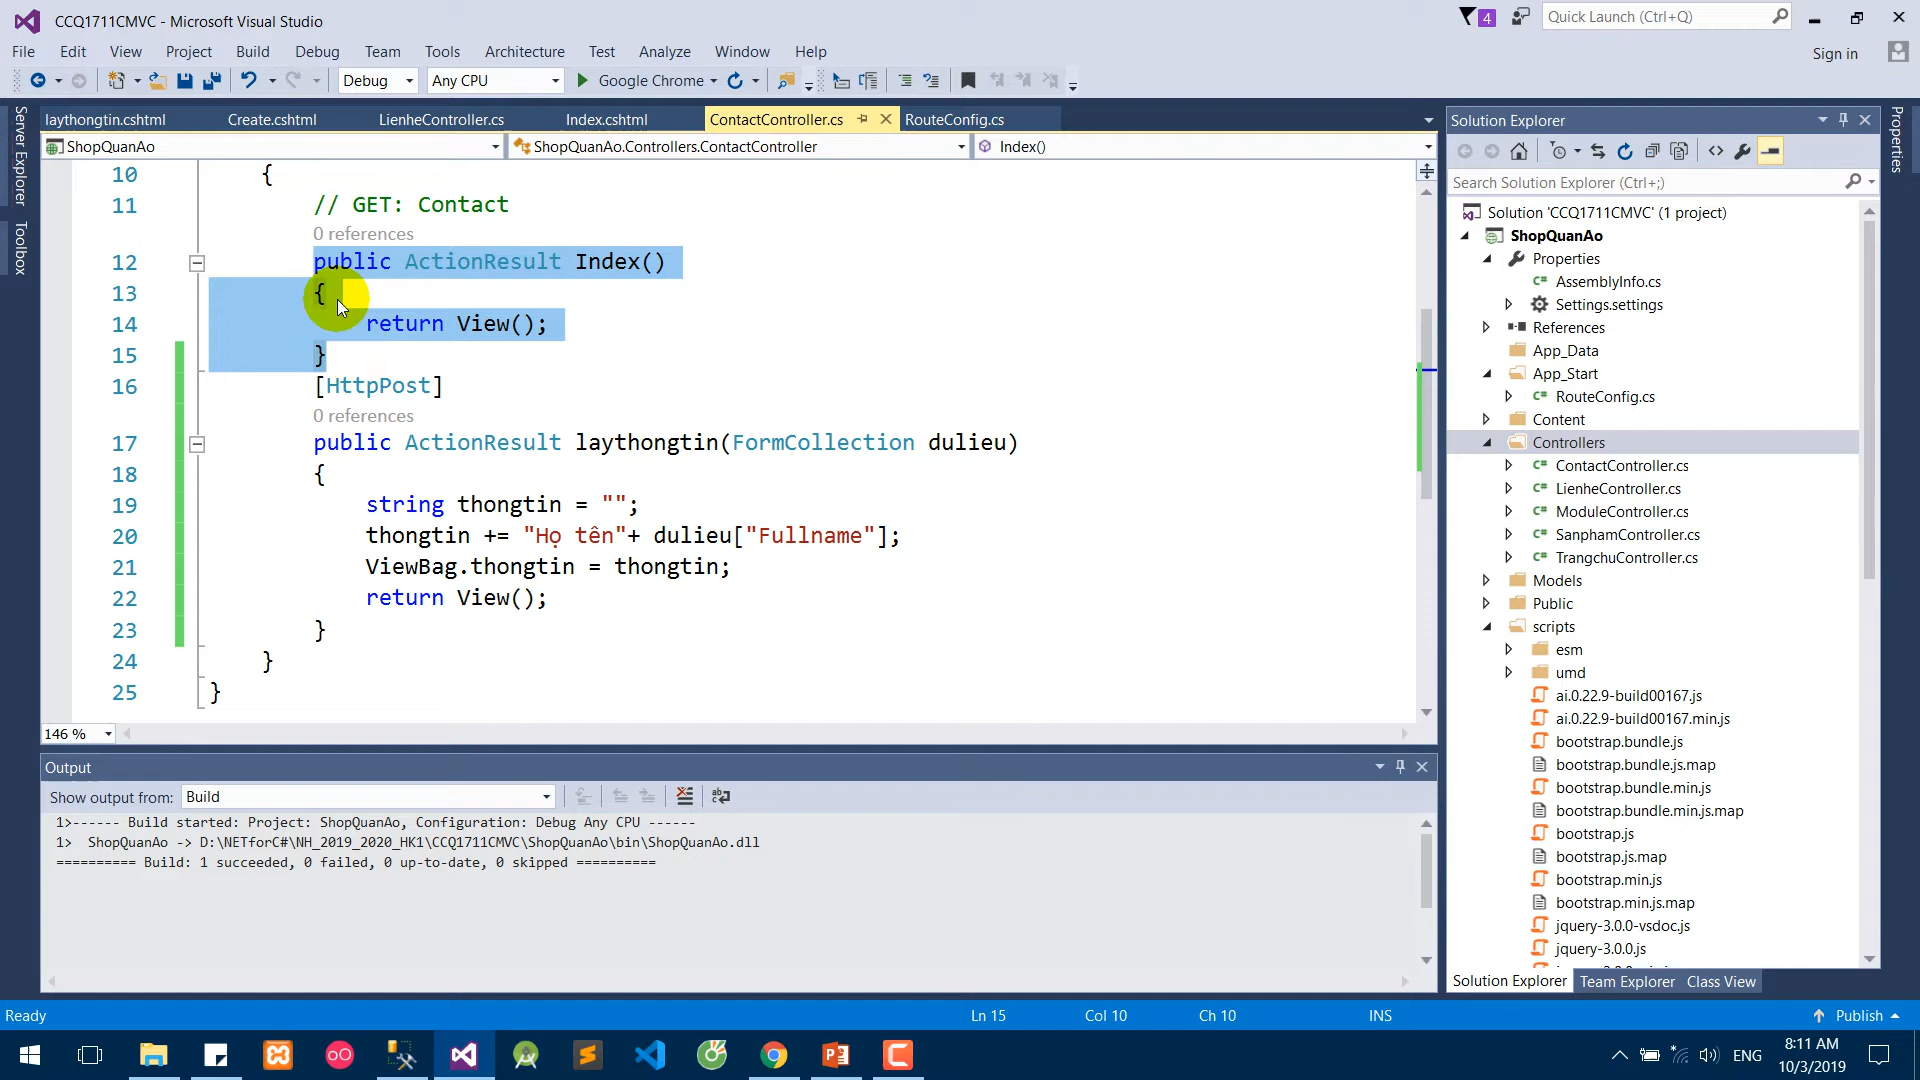 CCQ1711CMVC - Microsoft Visual Studio
4
Quick Launch (Ctrl+Q)
File Edit View Project Build Debug Team Tools Architecture Test Analyze Window Help
Sign in
Debug Any CPU Google Chrome
Server Explorer
Toolbox
laythongtin.cshtml Create.cshtml LienheController.cs Index.cshtml ContactController.cs RouteConfig.cs
ShopQuanAo ShopQuanAo.Controllers.ContactController Index()
10 {
11 // GET: Contact
0 references
12 public ActionResult Index()
13 {
14 return View();
15 }
16 [HttpPost]
0 references
17 public ActionResult laythongtin(FormCollection dulieu)
18 {
19 string thongtin = "";
20 thongtin += "Họ tên"+ dulieu["Fullname"];
21 ViewBag.thongtin = thongtin;
22 return View();
23 }
24 }
25 }
146 %
Output
Show output from: Build
1>------ Build started: Project: ShopQuanAo, Configuration: Debug Any CPU ------
1> ShopQuanAo -> D:\NETforC#\NH_2019_2020_HK1\CCQ1711CMVC\ShopQuanAo\bin\ShopQuanAo.dll
========== Build: 1 succeeded, 0 failed, 0 up-to-date, 0 skipped ==========
Solution Explorer
Search Solution Explorer (Ctrl+;)
Solution 'CCQ1711CMVC' (1 project)
ShopQuanAo
Properties
AssemblyInfo.cs
Settings.settings
References
App_Data
App_Start
RouteConfig.cs
Content
Controllers
ContactController.cs
LienheController.cs
ModuleController.cs
SanphamController.cs
TrangchuController.cs
Models
Public
scripts
esm
umd
ai.0.22.9-build00167.js
ai.0.22.9-build00167.min.js
bootstrap.bundle.js
bootstrap.bundle.js.map
bootstrap.bundle.min.js
bootstrap.bundle.min.js.map
bootstrap.js
bootstrap.js.map
bootstrap.min.js
bootstrap.min.js.map
jquery-3.0.0-vsdoc.js
jquery-3.0.0.js
Solution Explorer Team Explorer Class View
Properties
Ready Ln 15 Col 10 Ch 10 INS Publish
ENG
8:11 AM
10/3/2019